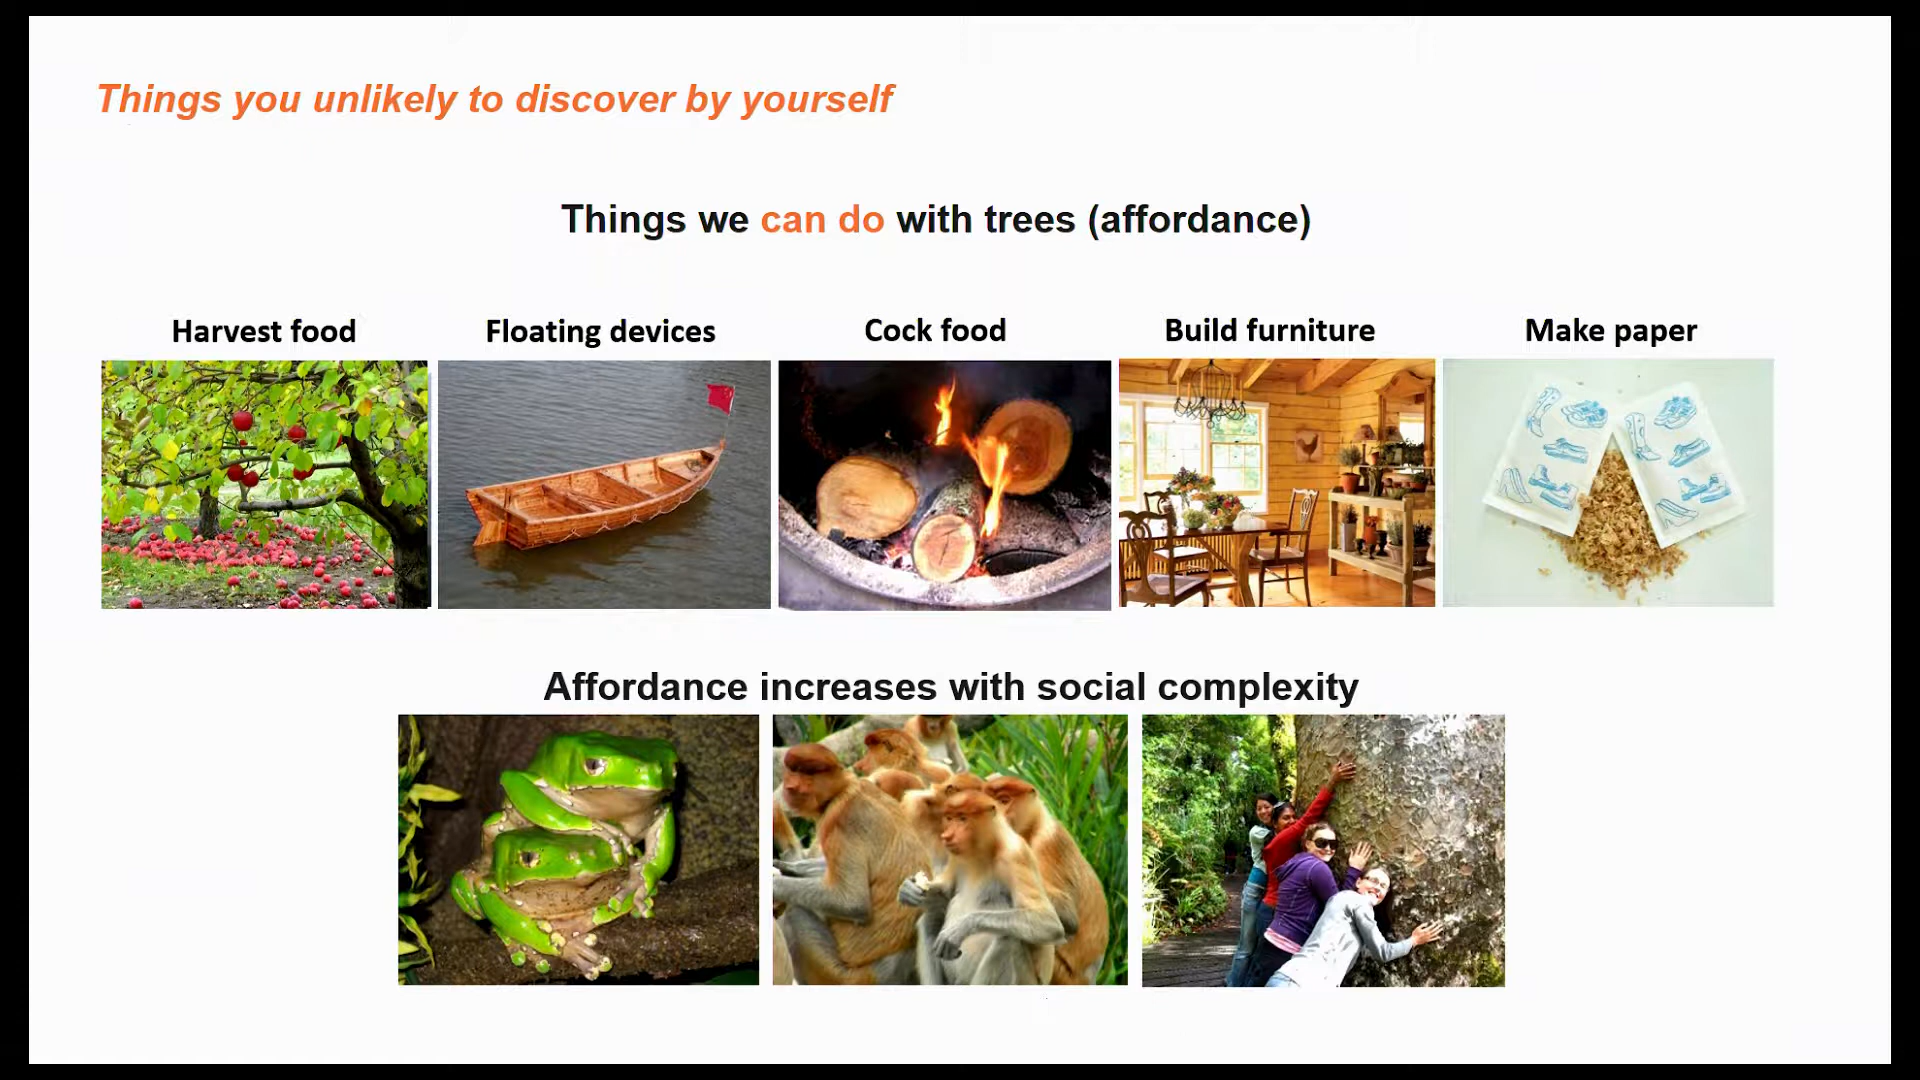 Things you unlikely to discover by yourself
Things we can do with trees (affordance)
Harvest food
Floating devices
Cock food
Build furniture
Make paper
Affordance increases with social complexity